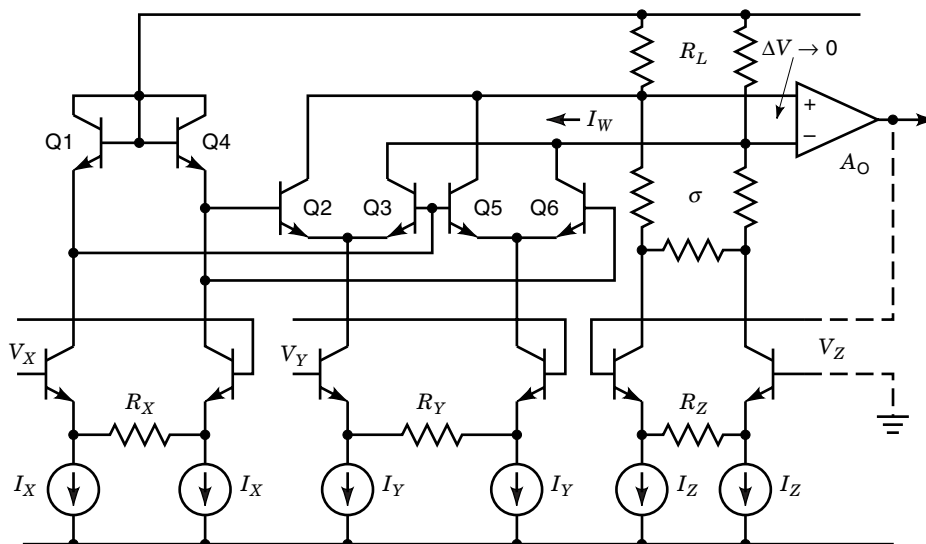 R_L
ΔV → 0
+
I_W
Q1
Q4
−
A_O
Q2
Q3
Q5
Q6
σ
V_X
V_Y
V_Z
R_X
R_Y
R_Z
I_X
I_X
I_Y
I_Y
I_Z
I_Z